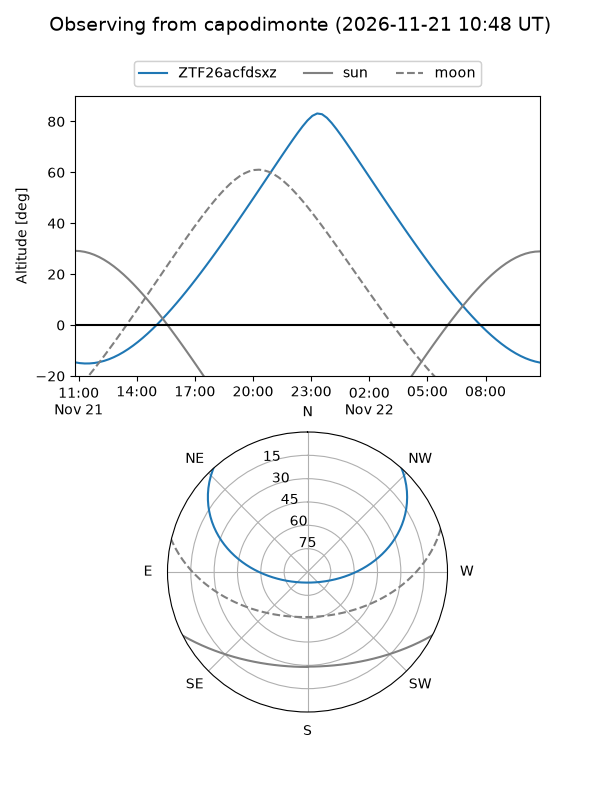 Observing from capodimonte (2026-11-21 10:48 UT)
ZTF26acfdsxz sun moon
Altitude [deg]
80
60
40
20
0
−20
11:00 14:00 17:00 20:00 23:00 02:00 05:00 08:00
Nov 21 Nov 22
N
NE NW
15
30
45
60
75
E W
SE SW
S